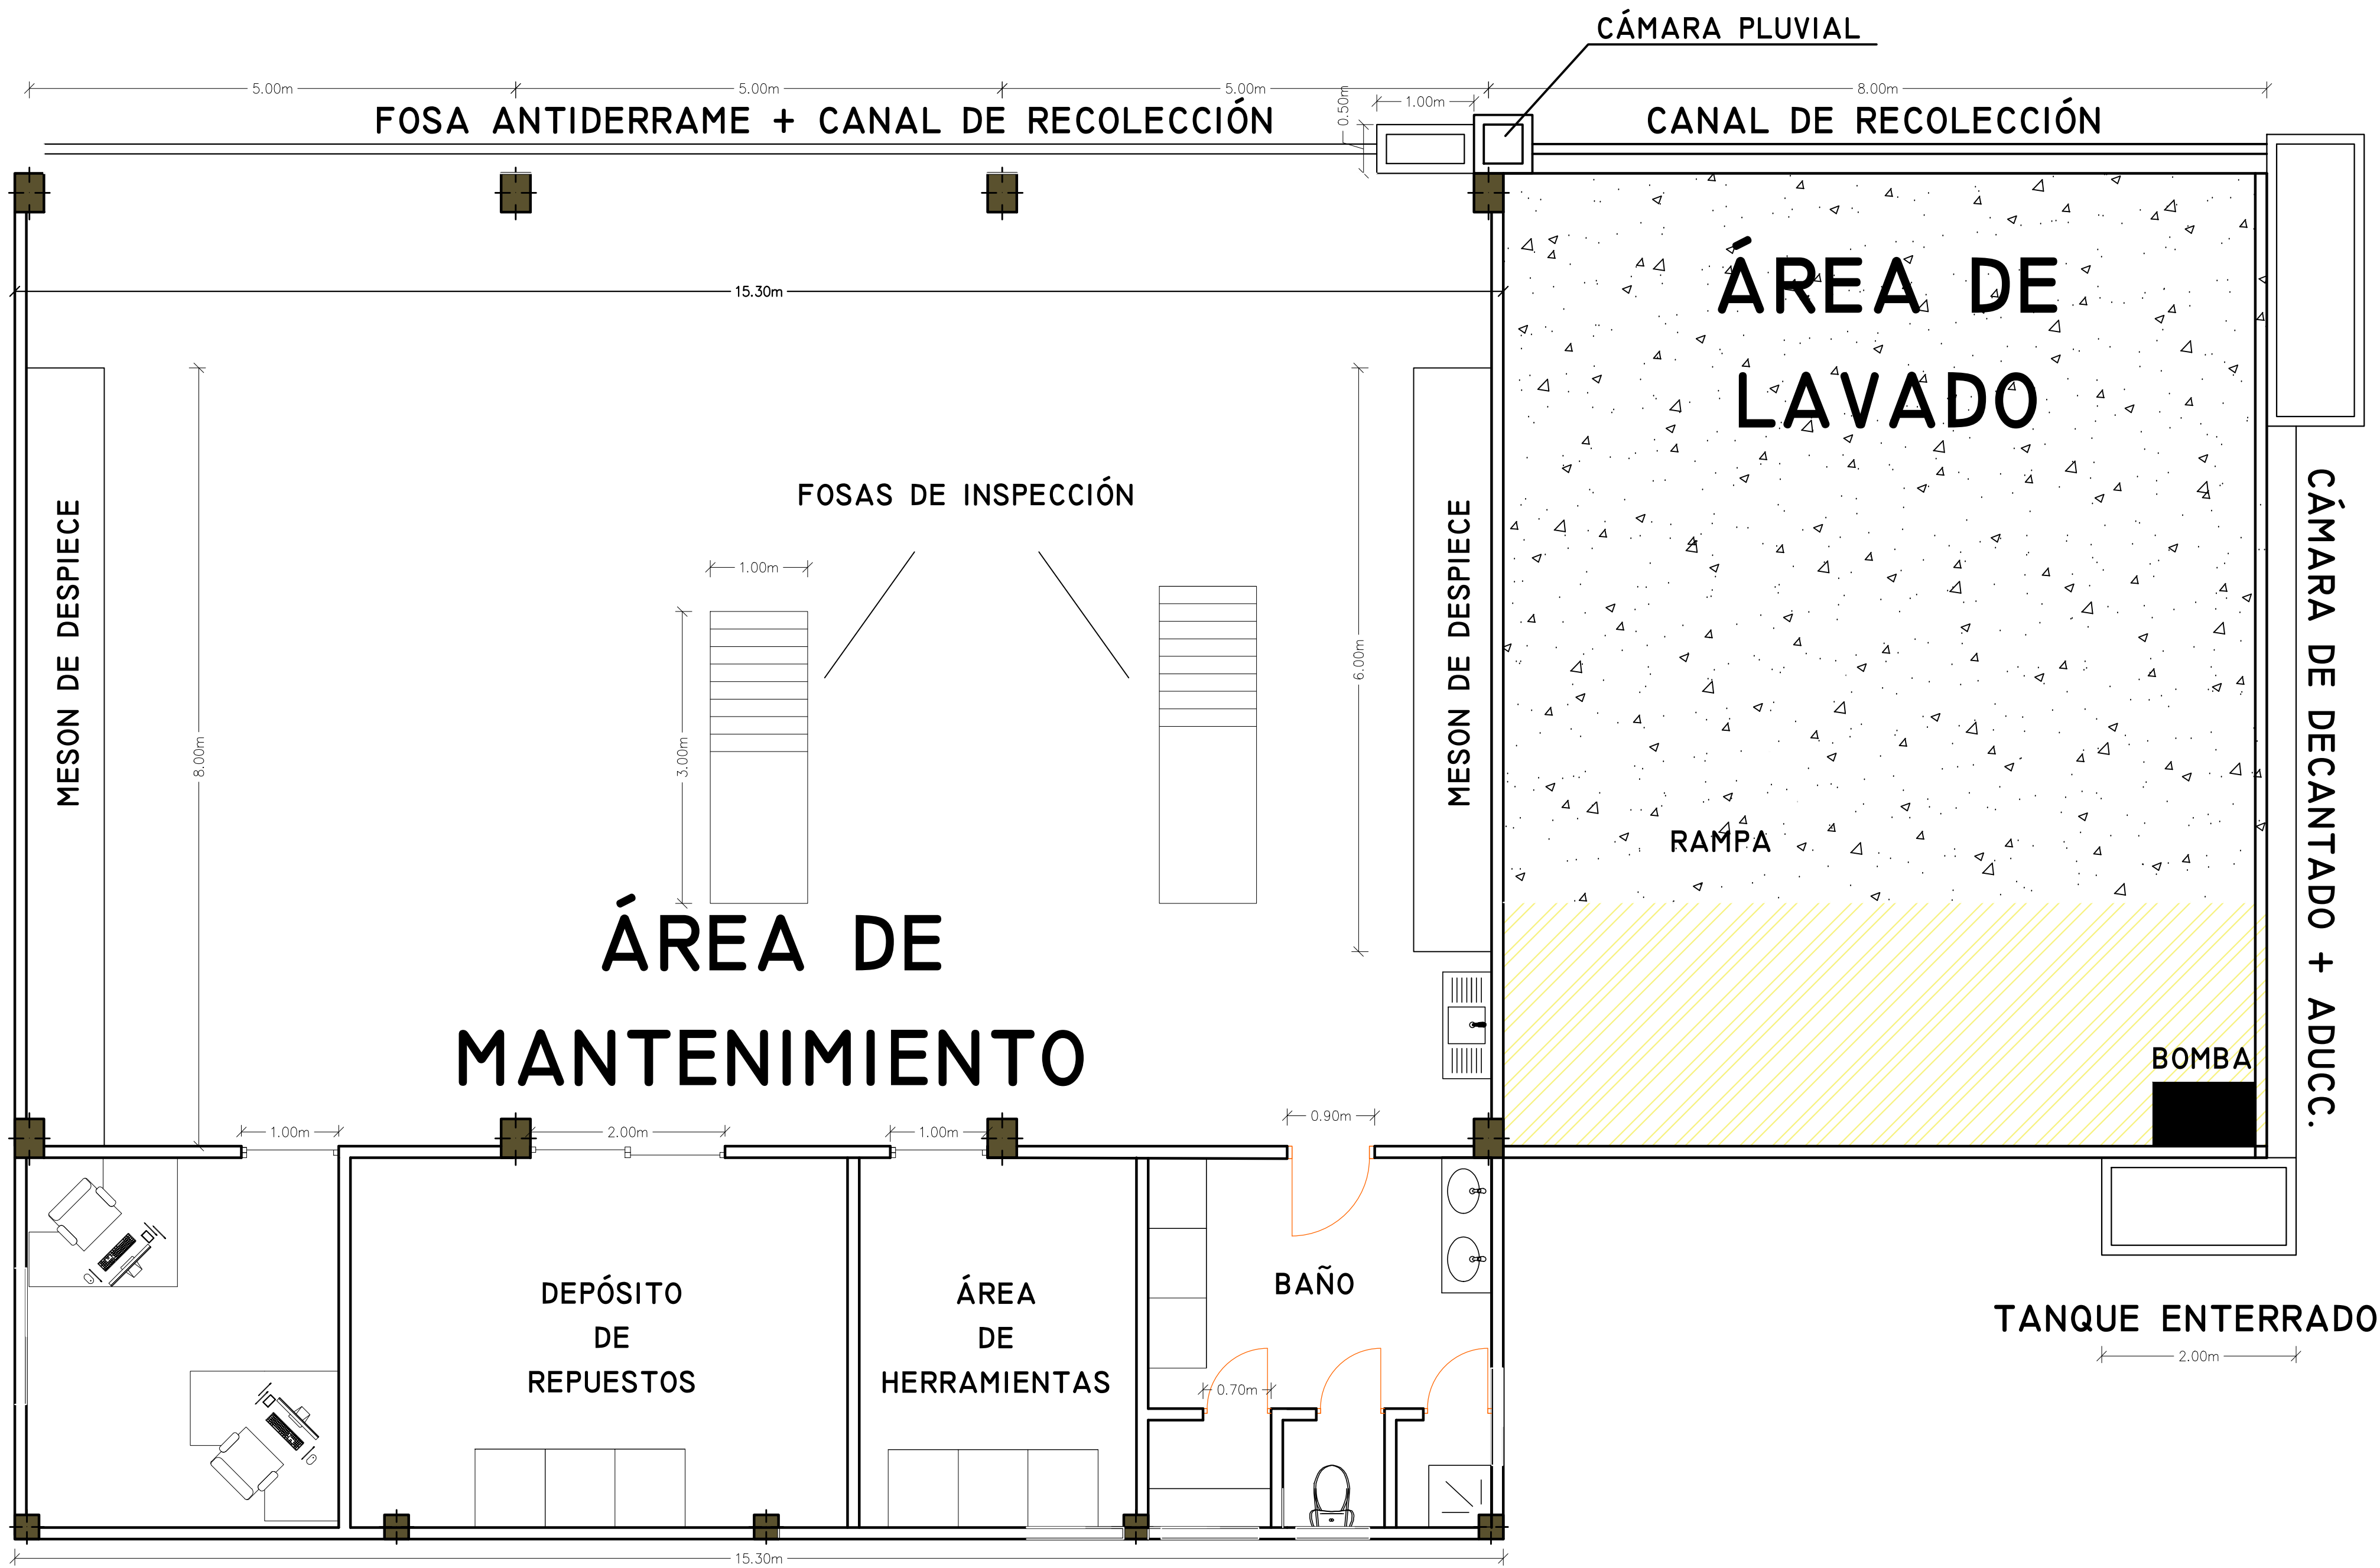 CÁMARA PLUVIAL
5.00m
5.00m
5.00m
8.00m
0.50m
1.00m
FOSA ANTIDERRAME + CANAL DE RECOLECCIÓN
CANAL DE RECOLECCIÓN
15.30m
ÁREA DE
LAVADO
FOSAS DE INSPECCIÓN
MESON DE DESPIECE
8.00m
1.00m
3.00m
6.00m
MESON DE DESPIECE
CÁMARA DE DECANTADO + ADUCC.
RAMPA
ÁREA DE
MANTENIMIENTO
BOMBA
1.00m
2.00m
1.00m
0.90m
DEPÓSITO
DE
REPUESTOS
ÁREA
DE
HERRAMIENTAS
BAÑO
0.70m
TANQUE ENTERRADO
2.00m
15.30m